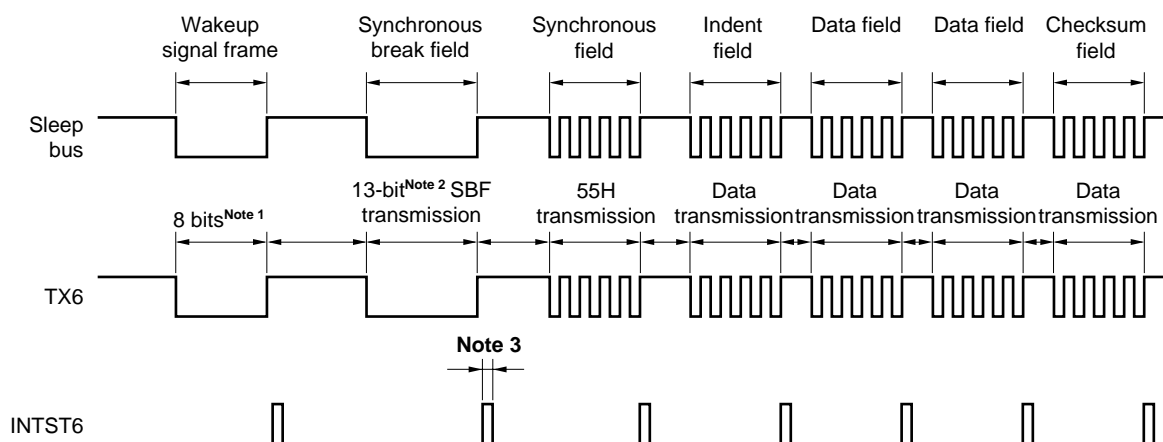 Wakeup
signal frame
Synchronous
break field
Synchronous
field
Indent
field
Data field
Data field
Checksum
field
Sleep
bus
8 bitsNote 1
13-bitNote 2 SBF
transmission
55H
transmission
Data
transmission
Data
transmission
Data
transmission
Data
transmission
TX6
Note 3
INTST6